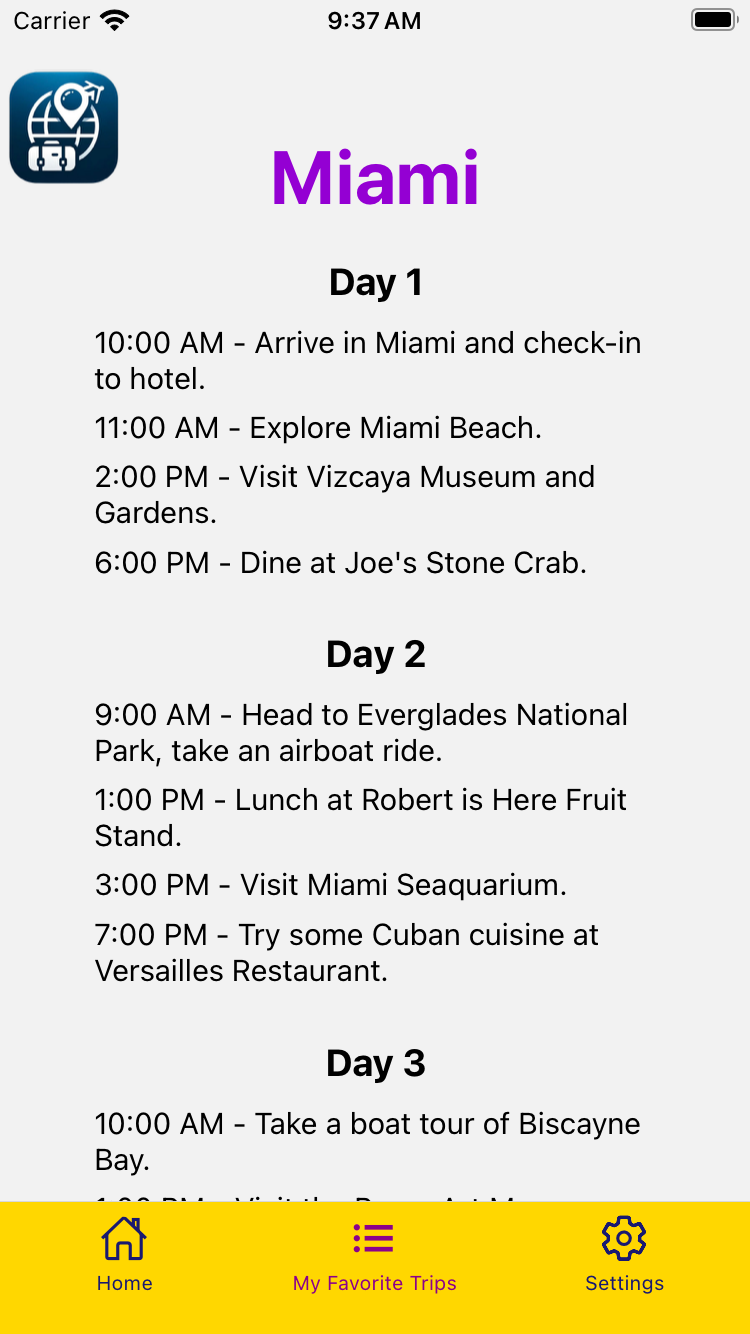 Carrier 9:37 AM
Miami
Day 1
10:00 AM - Arrive in Miami and check-in
to hotel.
11:00 AM - Explore Miami Beach.
2:00 PM - Visit Vizcaya Museum and
Gardens.
6:00 PM - Dine at Joe's Stone Crab.
Day 2
9:00 AM - Head to Everglades National
Park, take an airboat ride.
1:00 PM - Lunch at Robert is Here Fruit
Stand.
3:00 PM - Visit Miami Seaquarium.
7:00 PM - Try some Cuban cuisine at
Versailles Restaurant.
Day 3
10:00 AM - Take a boat tour of Biscayne
Bay.
Home My Favorite Trips Settings